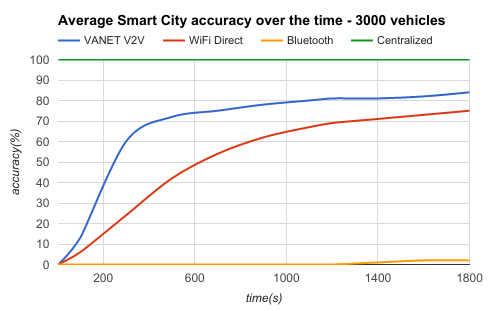 Average Smart City accuracy over the time - 3000 vehicles
VANET V2V WiFi Direct Bluetooth Centralized
100
90
80
70
60
50
40
30
20
10
0
accuracy(%)
200 600 1000 1400 1800
time(s)